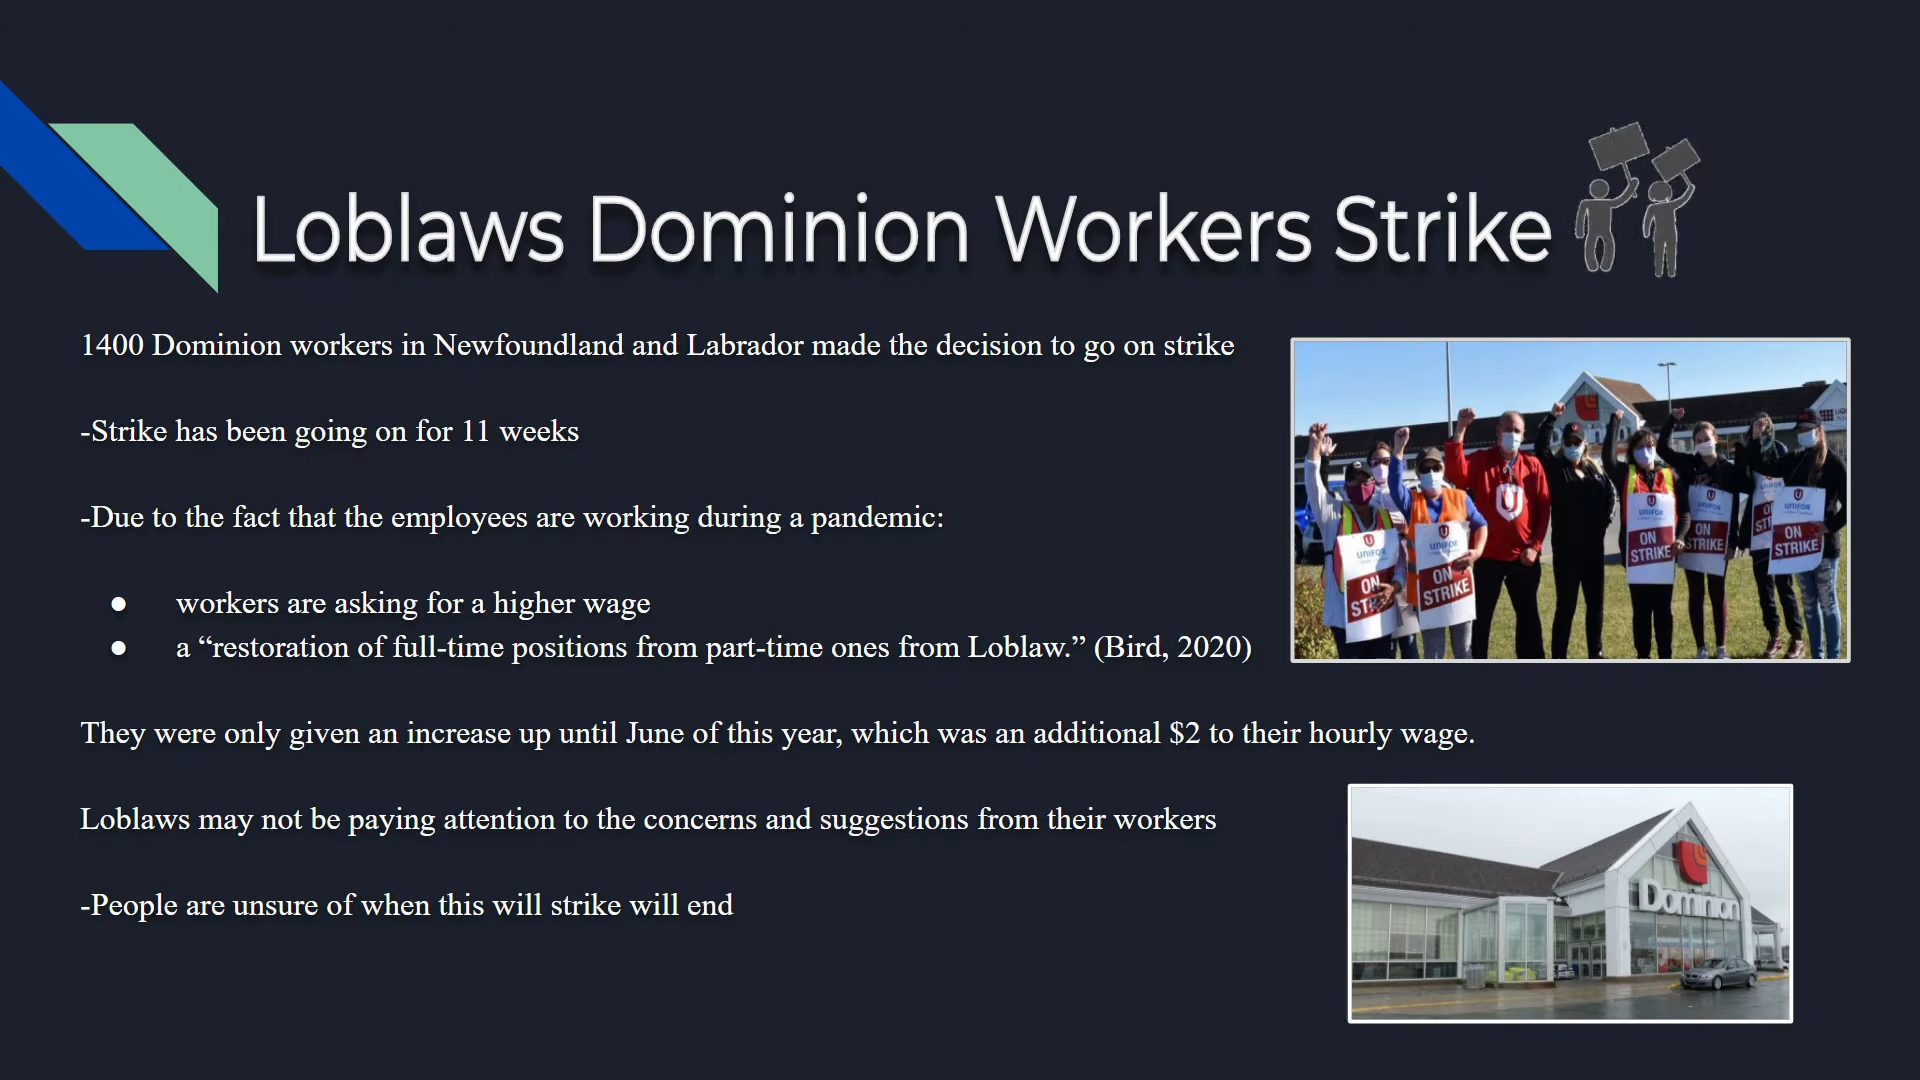 Loblaws Dominion Workers Strike
1400 Dominion workers in Newfoundland and Labrador made the decision to go on strike
-Strike has been going on for 11 weeks
-Due to the fact that the employees are working during a pandemic:
● workers are asking for a higher wage
● a “restoration of full-time positions from part-time ones from Loblaw.” (Bird, 2020)
They were only given an increase up until June of this year, which was an additional $2 to their hourly wage.
Loblaws may not be paying attention to the concerns and suggestions from their workers
-People are unsure of when this will strike will end
UNIFOR
ON
STRIKE
UNIFOR
ON
STRIKE
UNIFOR
ON
STRIKE
UNIFOR
ON
STRIKE
UNIFOR
ON
STRIKE
Dominion